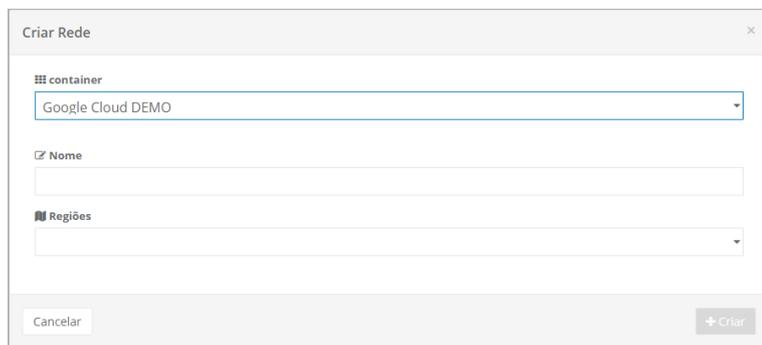 Criar Rede
×
container
Google Cloud DEMO
Nome
Regiões
Cancelar
+ Criar